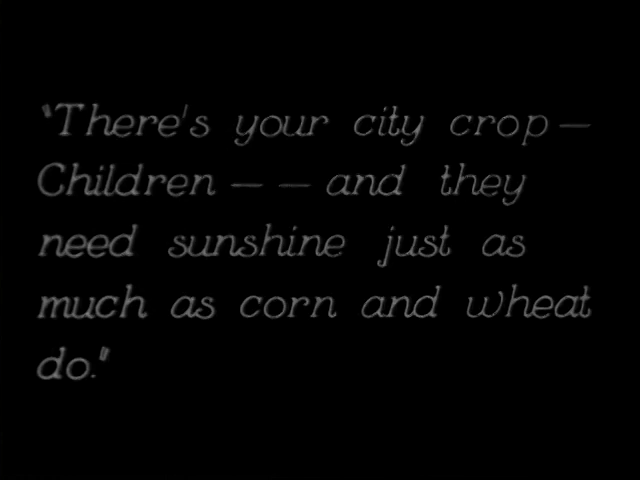 "There's your city crop —
Children — — and they
need sunshine just as
much as corn and wheat
do."